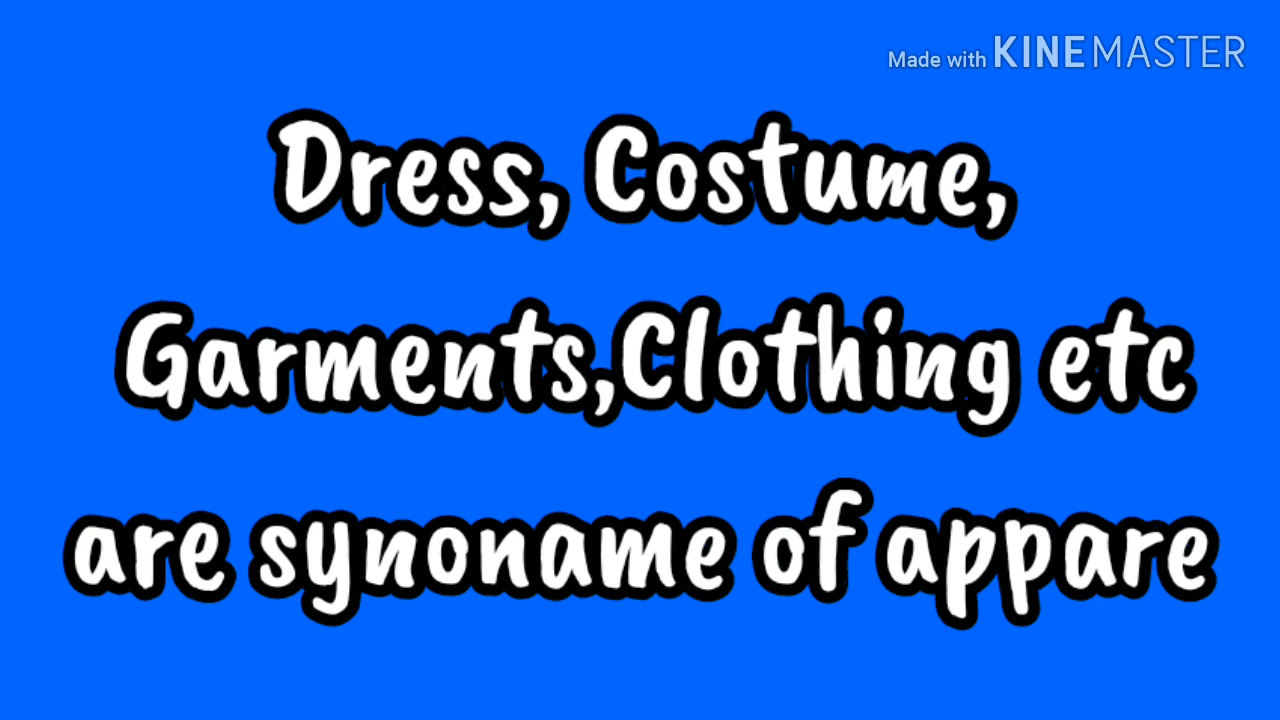 Made with KINEMASTER
Dress, Costume,
Garments,Clothing etc
are synoname of appare